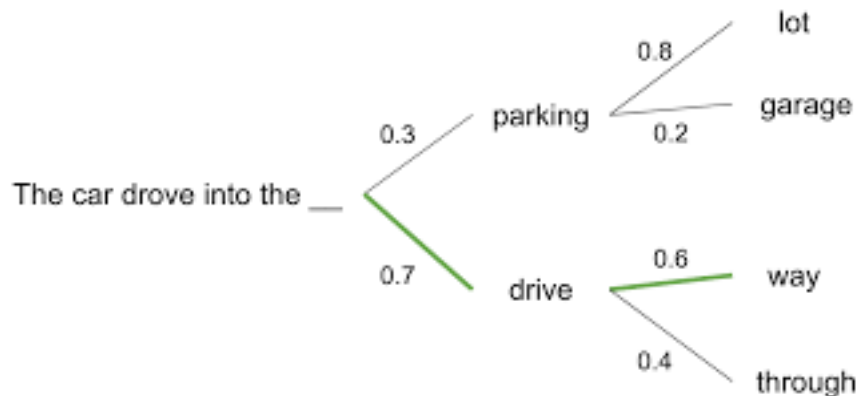 lot
0.8
garage
parking
0.3
0.2
The car drove into the __
0.6
way
0.7
drive
0.4
through